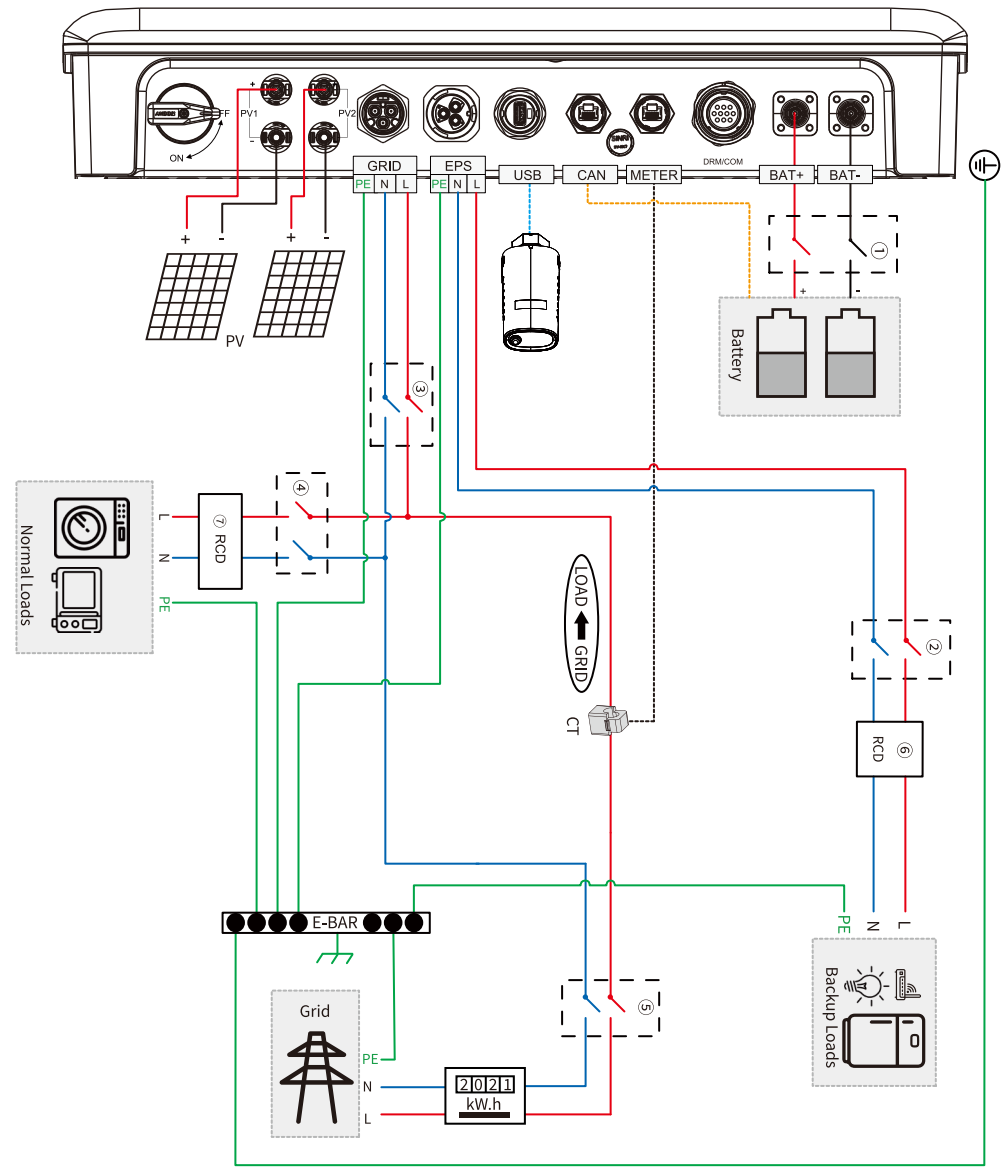 +
PV1
-
PV2
FF
ON
GRID
EPS
USB
CAN
METER
DRM/COM
BAT+
BAT-
PE
N
L
PE
N
L
+
-
+
-
PV
①
+
-
Battery
③
④
⑦ RCD
L
N
PE
Normal Loads
LOAD
GRID
CT
②
⑥
RCD
PE
N
L
Backup Loads
E-BAR
⑤
Grid
PE
N
L
2021
kW.h